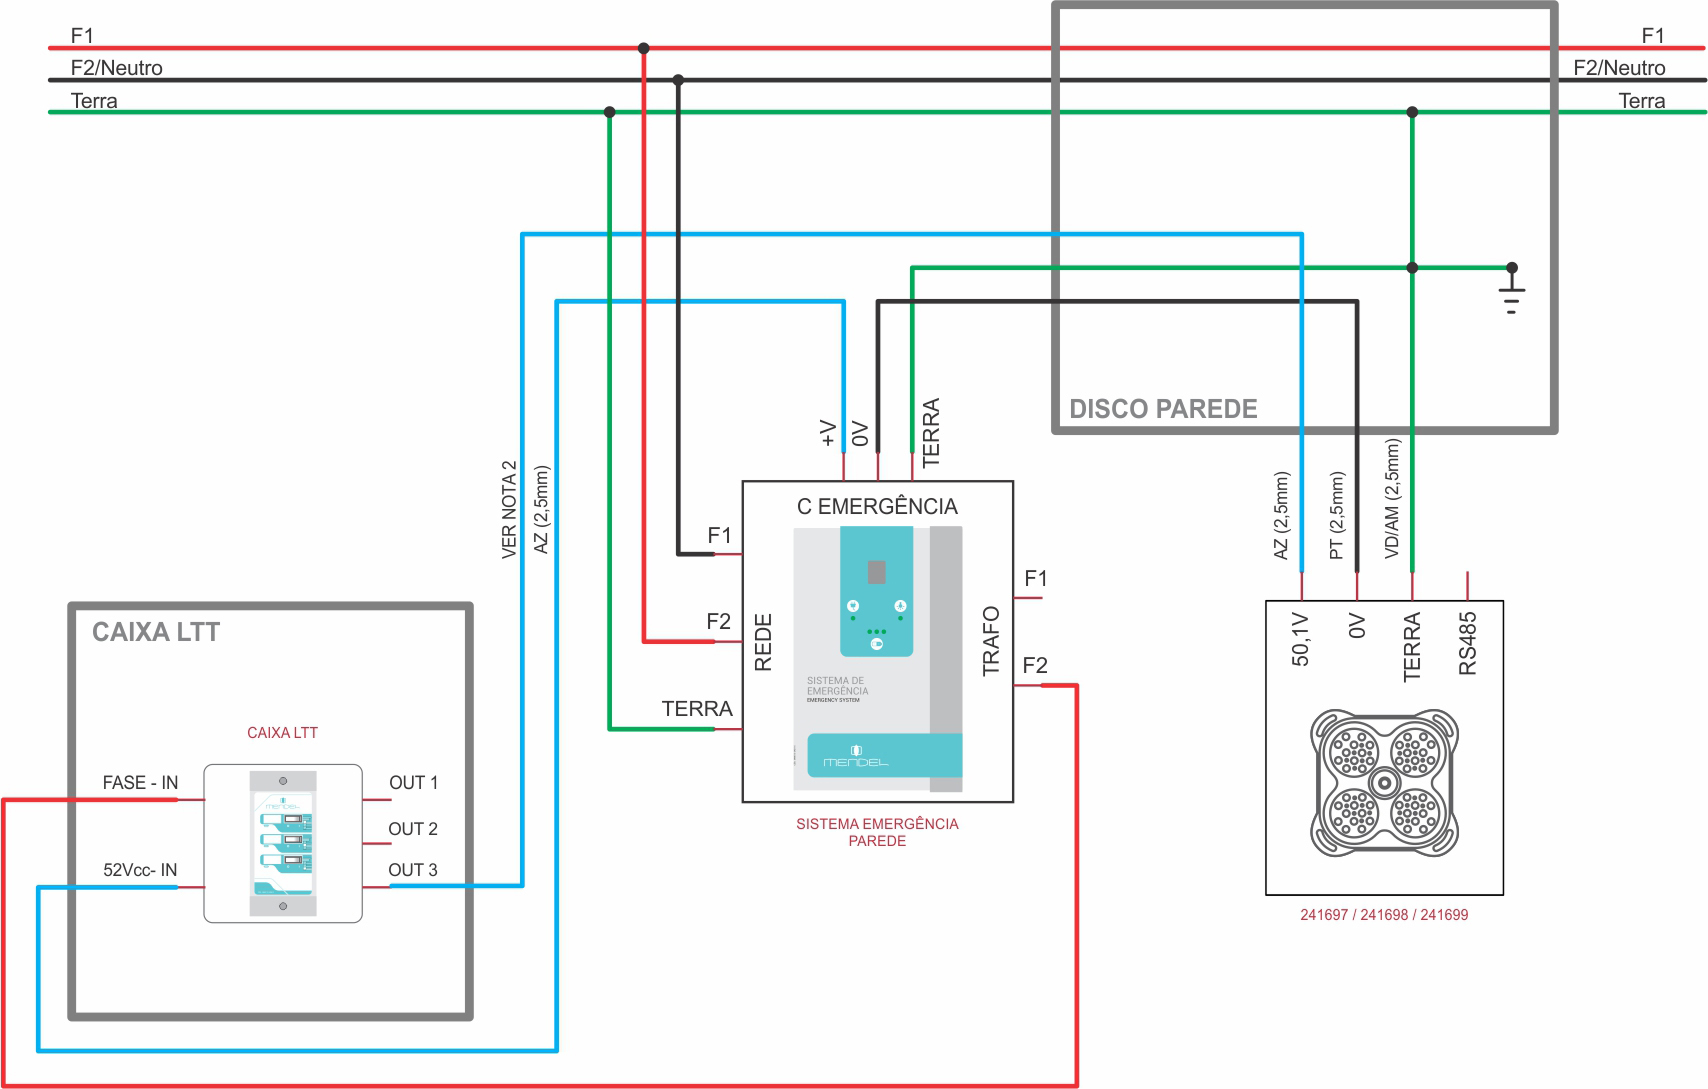 F1
F1
F2/Neutro
F2/Neutro
Terra
Terra
DISCO PAREDE
+V
0V
TERRA
VER NOTA 2
AZ (2,5mm)
AZ (2,5mm)
PT (2,5mm)
VD/AM (2,5mm)
C EMERGÊNCIA
F1
F2
REDE
TERRA
F1
TRAFO
F2
SISTEMA DE
EMERGÊNCIA
EMERGENCY SYSTEM
MENDEL
SISTEMA EMERGÊNCIA
PAREDE
50,1V
0V
TERRA
RS485
241697 / 241698 / 241699
CAIXA LTT
CAIXA LTT
FASE - IN
52Vcc- IN
MENDEL
OUT 1
OUT 2
OUT 3